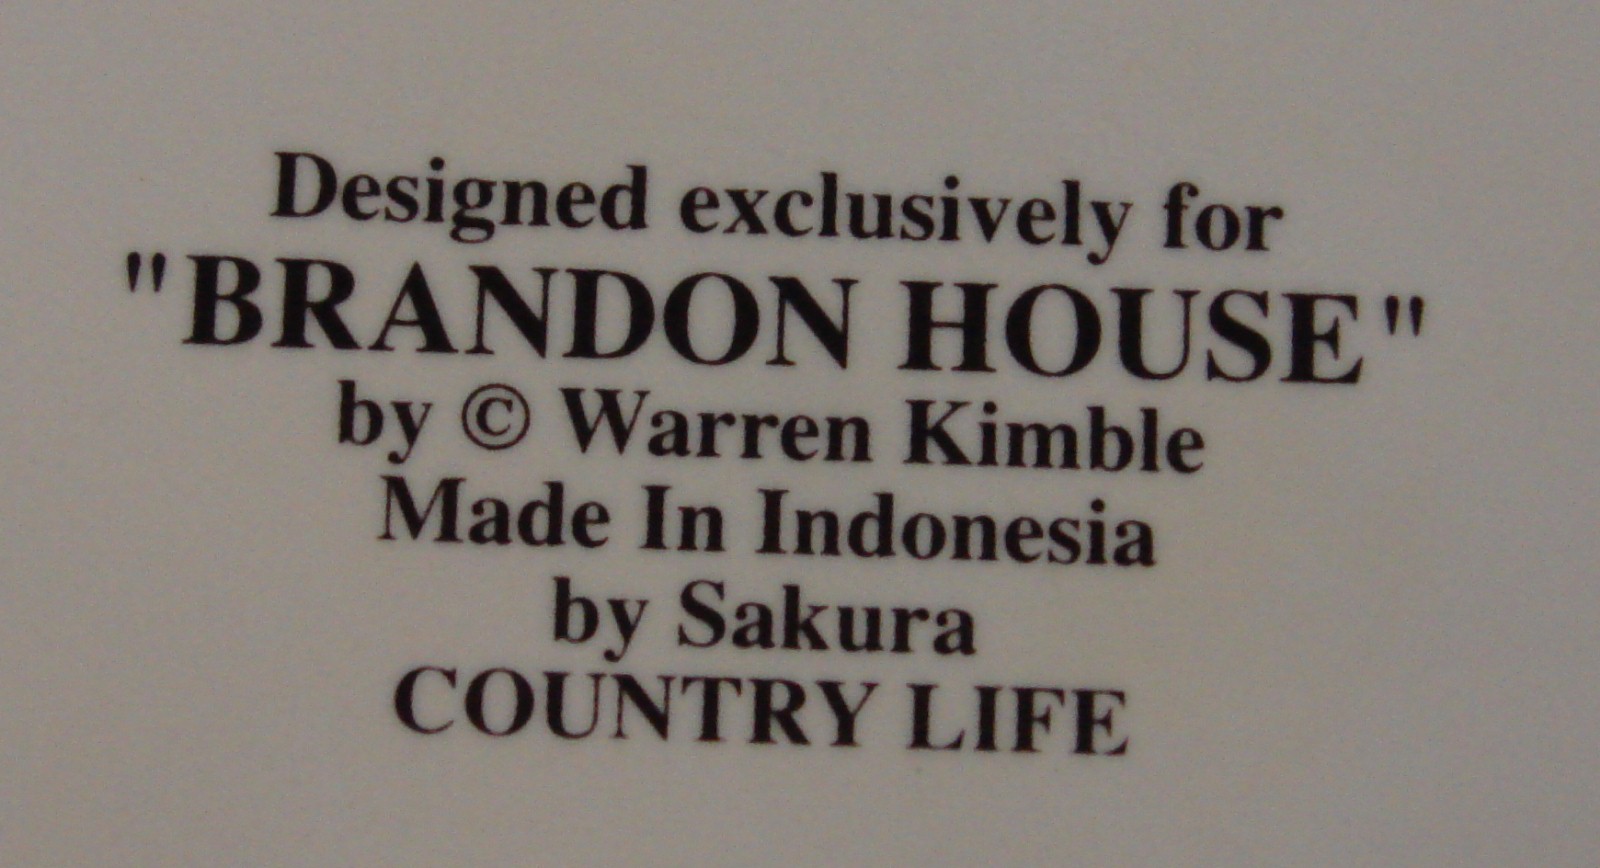 Designed exclusively for
"BRANDON HOUSE"
by © Warren Kimble
Made In Indonesia
by Sakura
COUNTRY LIFE